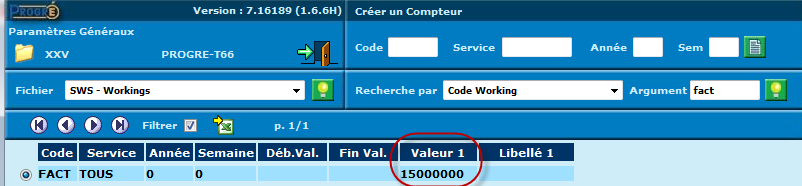 PROGRÉ Version : 7.16189 (1.6.6H)
Paramètres Généraux
XXV PROGRE-T66
Créer un Compteur
Code Service Année Sem
Fichier SWS - Workings
Recherche par Code Working Argument fact
Filtrer p. 1/1
Code Service Année Semaine Déb.Val. Fin Val. Valeur 1 Libellé 1
FACT TOUS 0 0 15000000